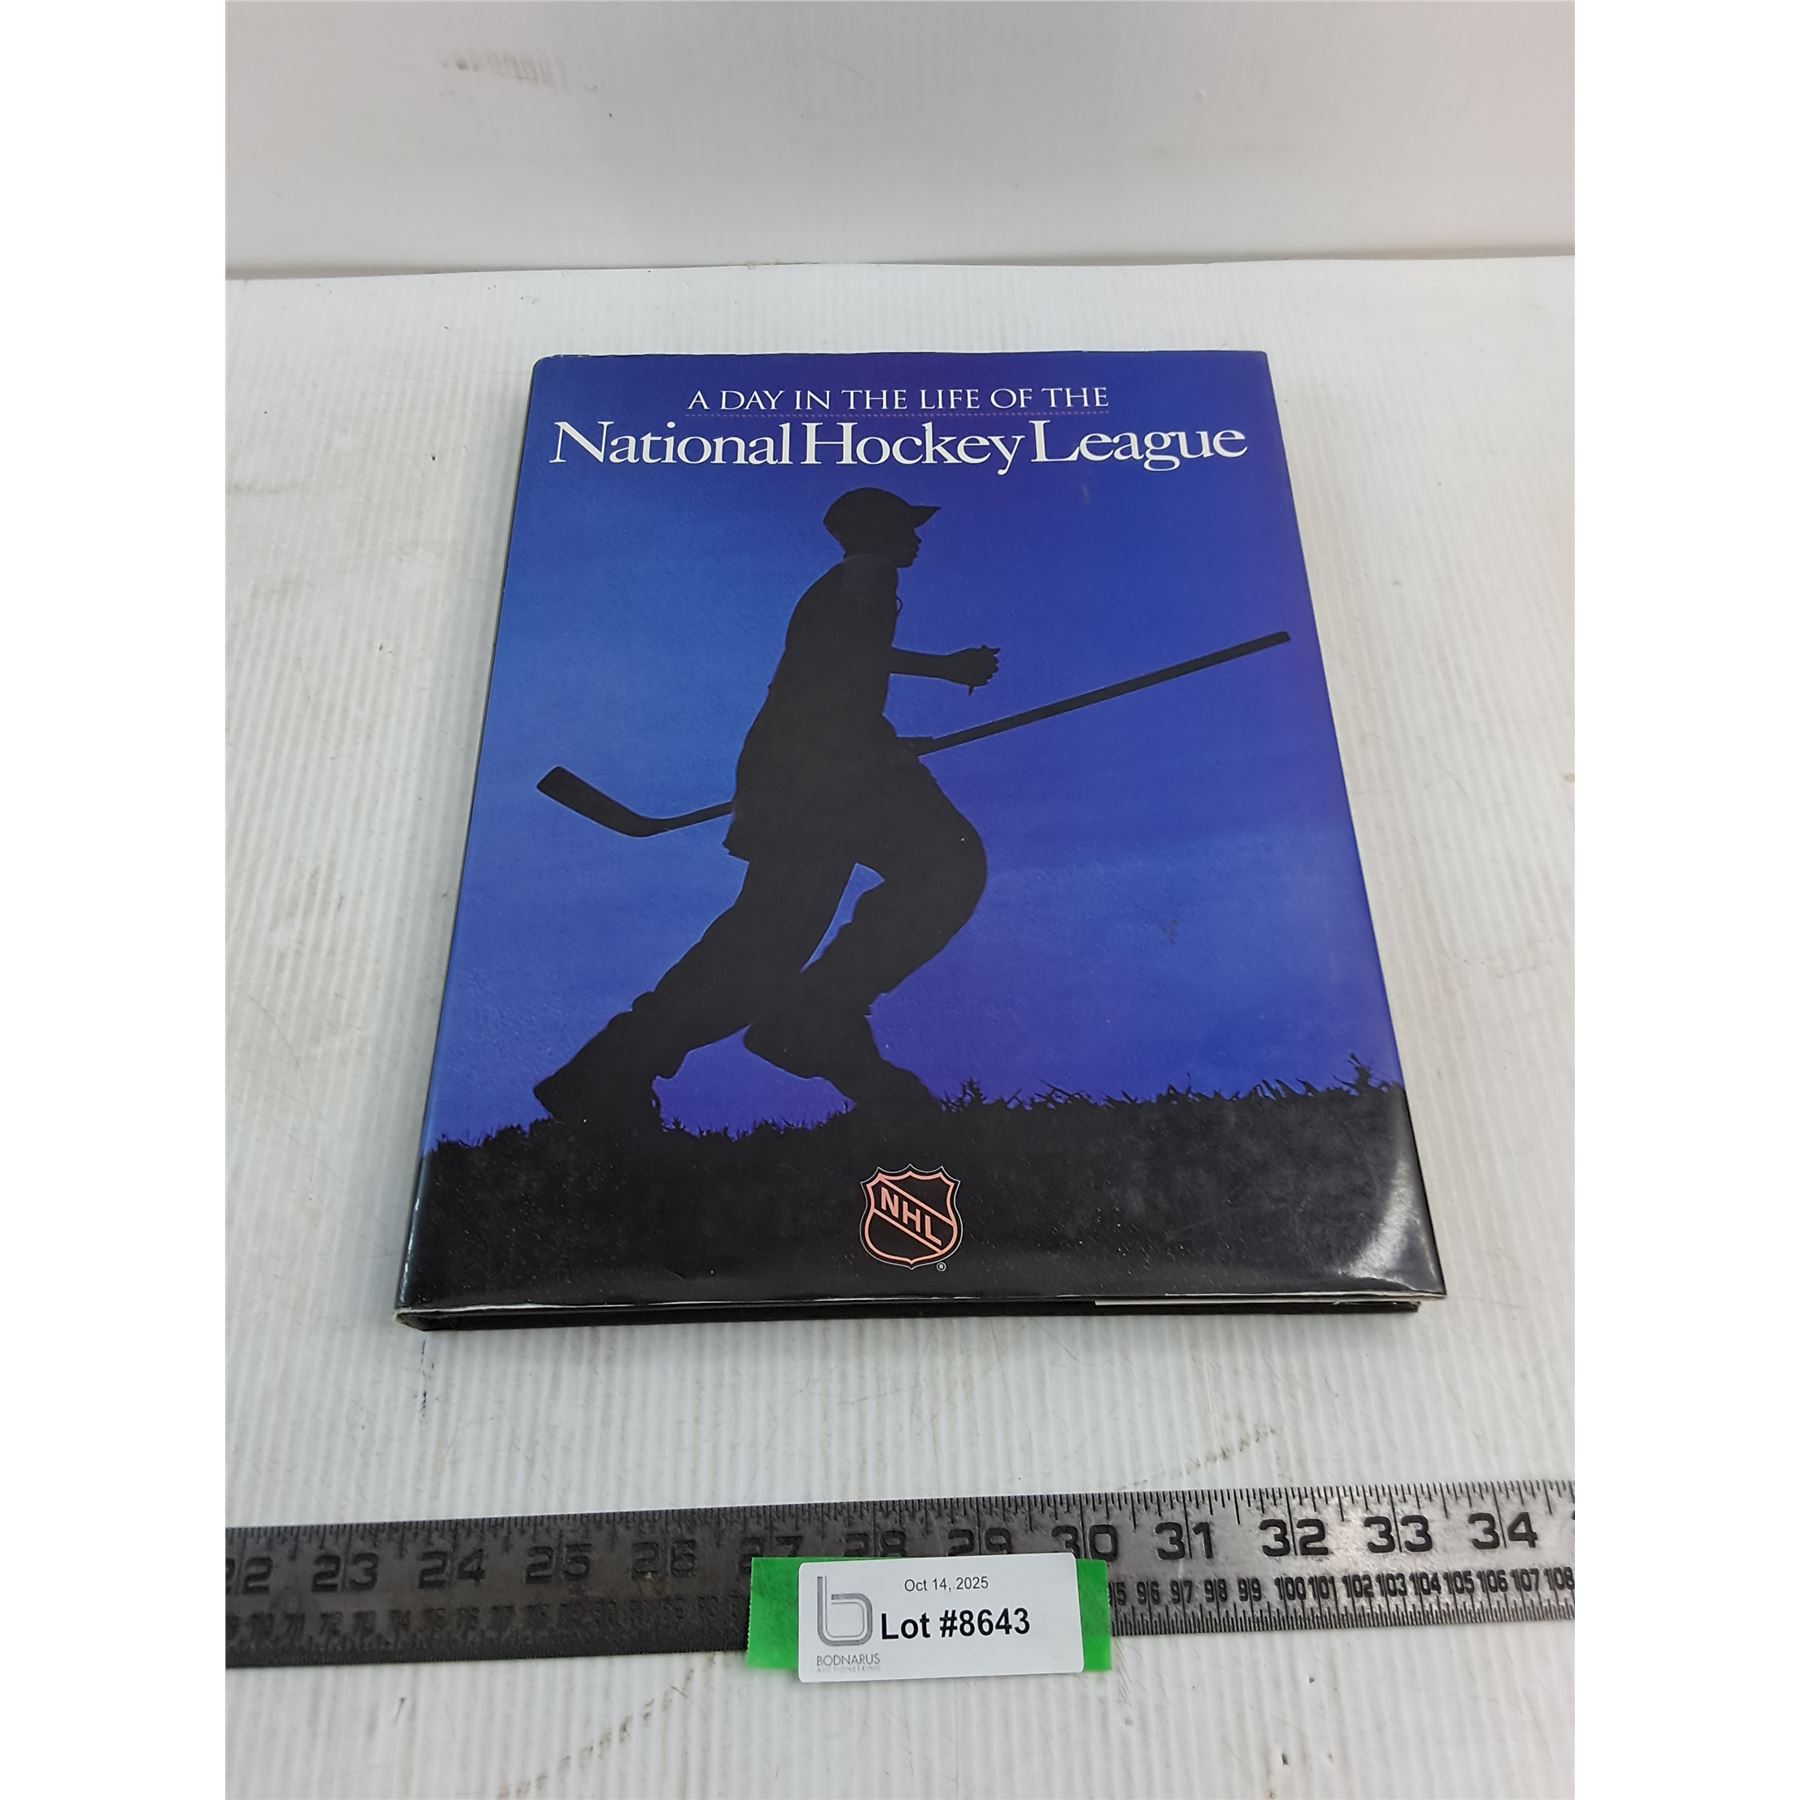 A DAY IN THE LIFE OF THE
National Hockey League
NHL
®
22 23 24 25 26 27 28 29 30 31 32 33 34
96 97 98 99 100 101 102 103 104 105 106 107 108
Oct 14, 2025
Lot #8643
BODNARUS
AUCTIONEERING